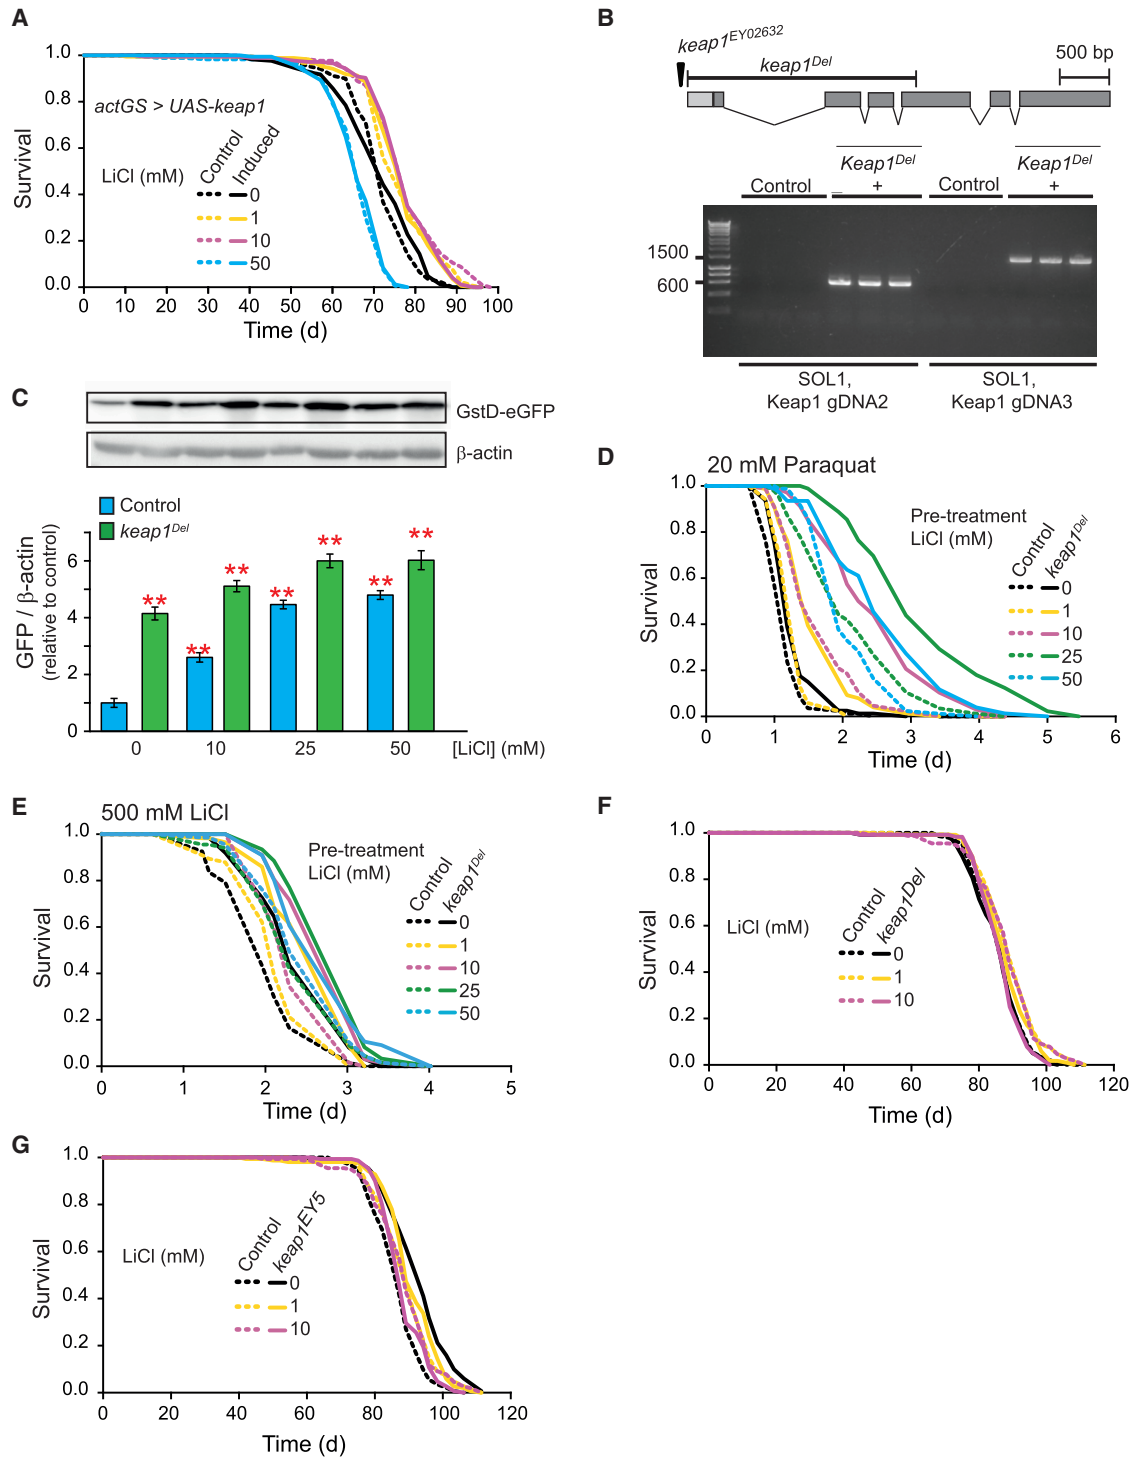 A
1.0
0.8
0.6
0.4
0.2
0.0
Survival
actGS > UAS-keap1
LiCl (mM)
Control
Induced
0
1
10
50
0 10 20 30 40 50 60 70 80 90 100
Time (d)
B
keap1EY02632
keap1Del
500 bp
Keap1Del
Keap1Del
Control
_ +
Control
+
1500
600
SOL1,
Keap1 gDNA2
SOL1,
Keap1 gDNA3
C
GstD-eGFP
β-actin
Control
keap1Del
GFP / β-actin
(relative to control)
6
4
2
0
**
**
**
**
**
**
**
0 10 25 50 [LiCl] (mM)
D
20 mM Paraquat
1.0
0.8
0.6
0.4
0.2
0.0
Survival
Pre-treatment
LiCl (mM)
Control
keap1Del
0
1
10
25
50
0 1 2 3 4 5 6
Time (d)
E
500 mM LiCl
1.0
0.8
0.6
0.4
0.2
0.0
Survival
Pre-treatment
LiCl (mM)
Control
keap1Del
0
1
10
25
50
0 1 2 3 4 5
Time (d)
F
1.0
0.8
0.6
0.4
0.2
0.0
Survival
LiCl (mM)
Control
keap1Del
0
1
10
0 20 40 60 80 100 120
Time (d)
G
1.0
0.8
0.6
0.4
0.2
0.0
Survival
LiCl (mM)
Control
keap1EY5
0
1
10
0 20 40 60 80 100 120
Time (d)